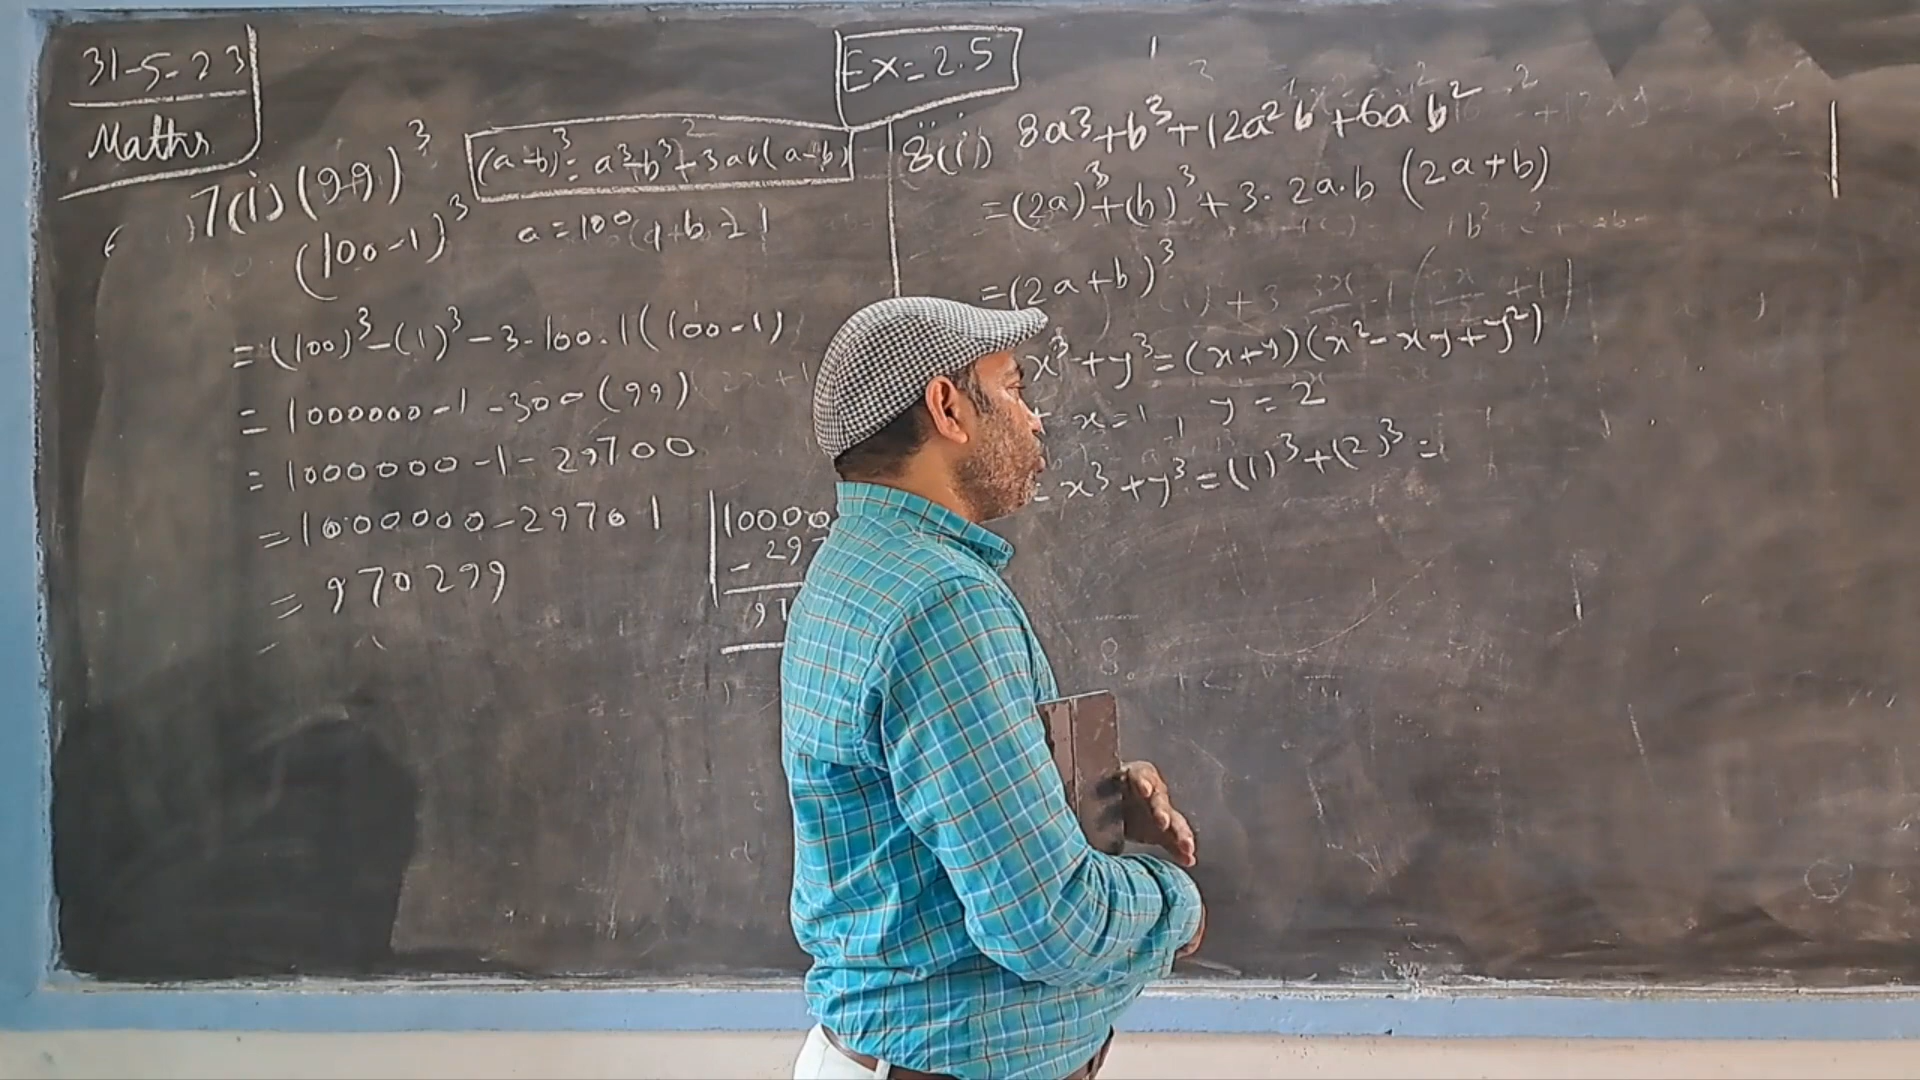 31-5-23
Maths
Ex=2.5
7(i) (99)³
(a-b)³= a³-b³-3ab(a-b)
(100-1)³
a=100, b=1
=(100)³-(1)³-3·100·1(100-1)
=1000000-1-300(99)
=1000000-1-29700
=1000000-29701
=970299
1000
-297
97
8(i) 8a³+b³+12a²b+6ab²
=(2a)³+(b)³+3·2a·b (2a+b)
=(2a+b)³
x³+y³=(x+y)(x²-xy+y²)
x=1, y=2
x³+y³=(1)³+(2)³=